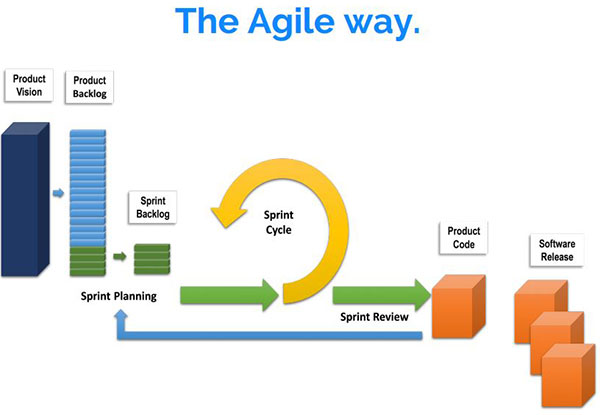 The Agile way.
Product
Vision
Product
Backlog
Sprint
Backlog
Sprint
Cycle
Product
Code
Software
Release
Sprint Planning
Sprint Review